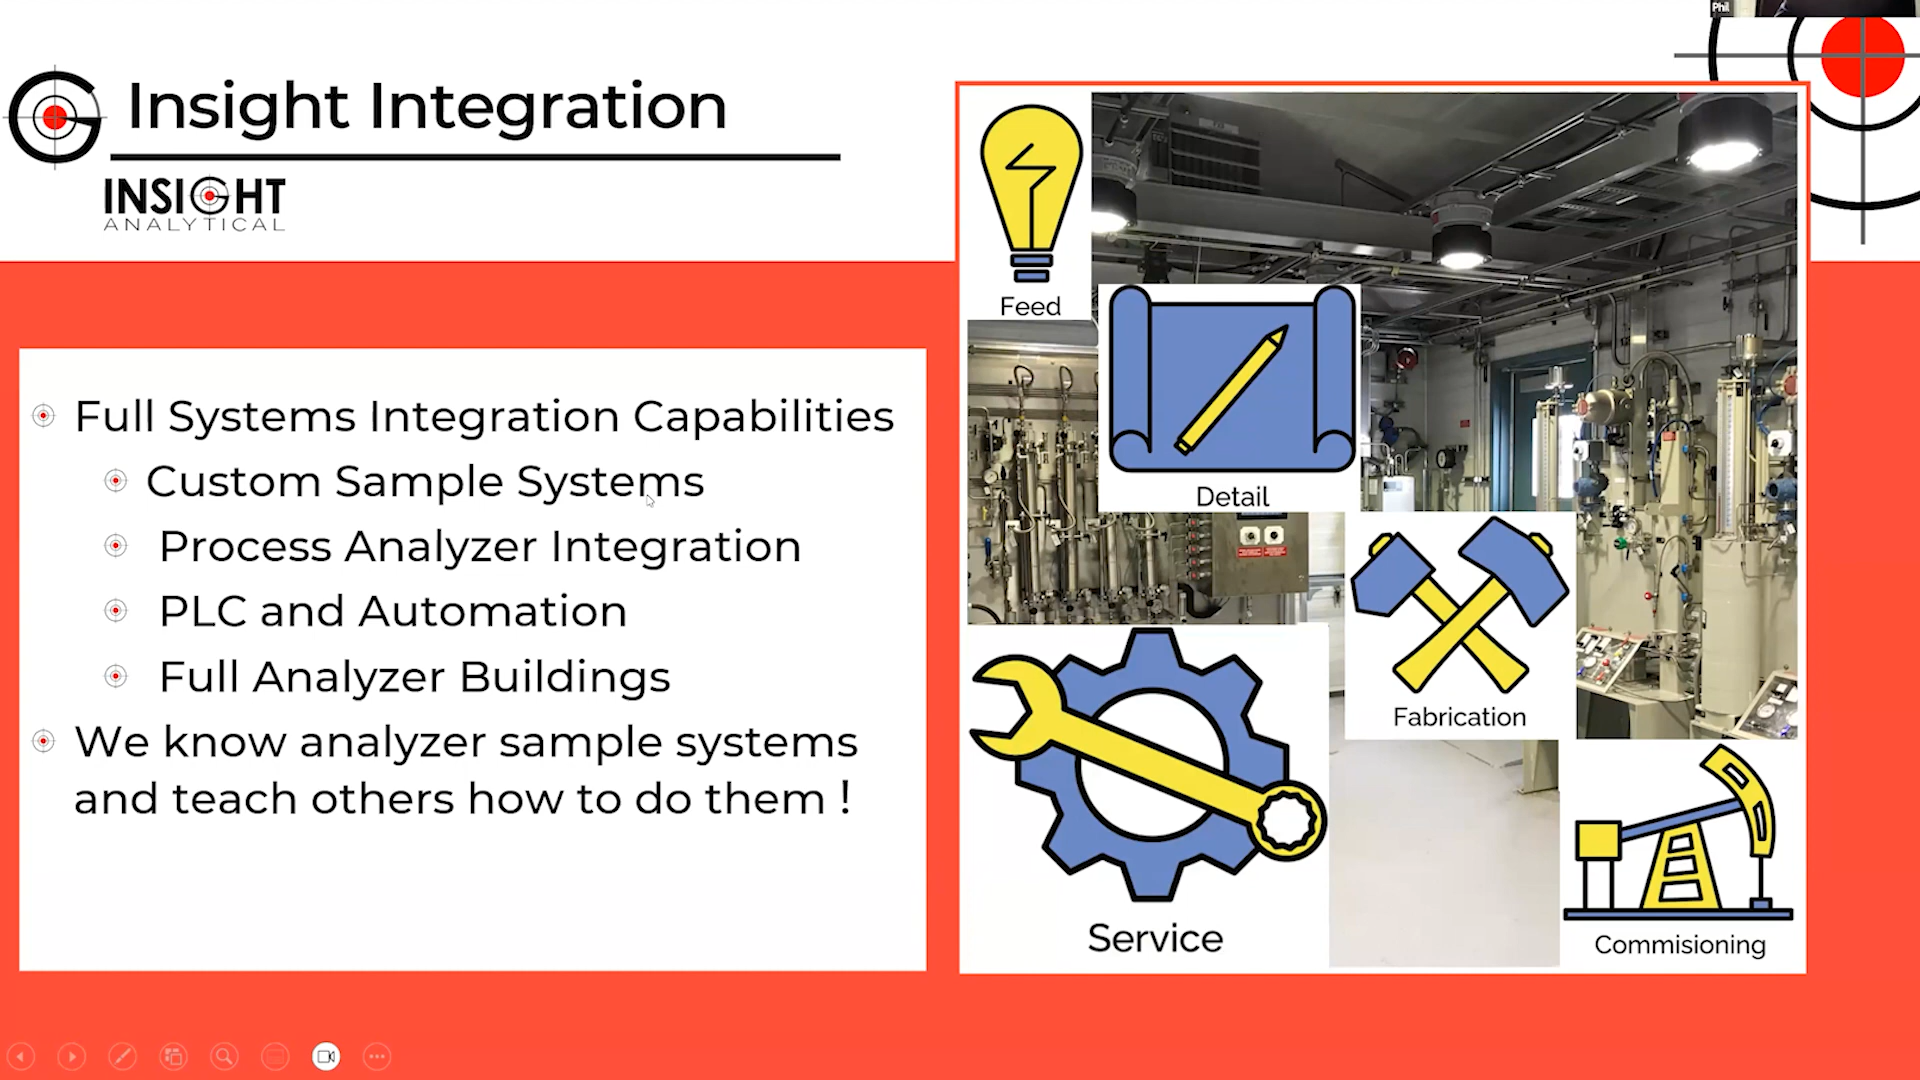 Phil
Insight Integration
INSIGHT
ANALYTICAL
Full Systems Integration Capabilities
Custom Sample Systems
Process Analyzer Integration
PLC and Automation
Full Analyzer Buildings
We know analyzer sample systems
and teach others how to do them !
Feed
Detail
Fabrication
Service
Commisioning